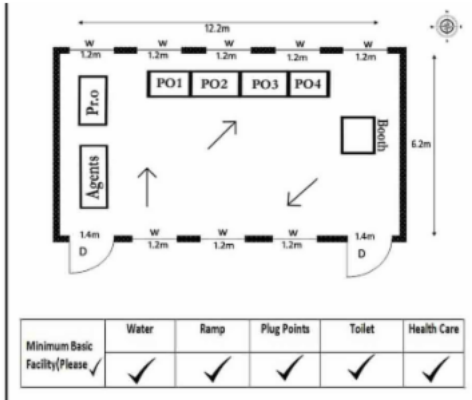 12.2m
W W W W W
1.2m 1.2m 1.2m 1.2m 1.2m
Pr.o
PO1 PO2 PO3 PO4
Booth
6.2m
Agents
1.4m W W W 1.4m
D 1.2m 1.2m 1.2m D
Water Ramp Plug Points Toilet Health Care
Minimum Basic
Facility(Please ✓ ✓ ✓ ✓ ✓ ✓